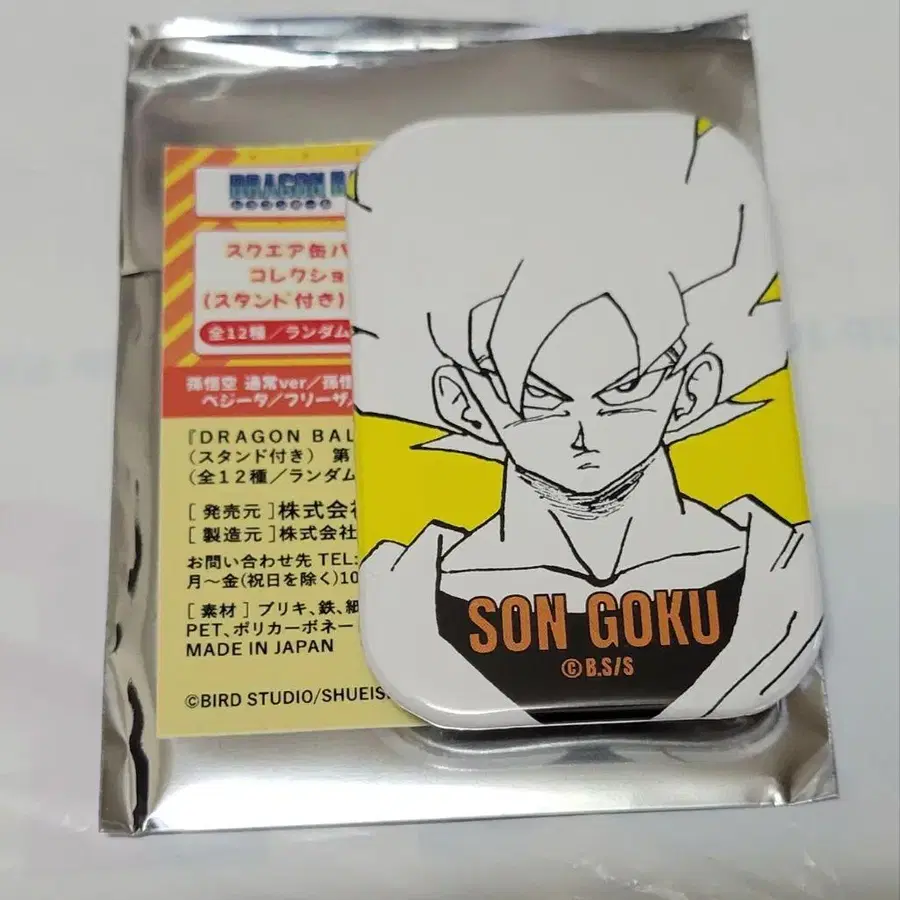 DRAGON B
スクエア缶バ
コレクショ
(スタンド付き)
全12種/ランダム
孫悟空 通常ver/孫悟
ベジータ/フリーザ/
『DRAGON BAL
(スタンド付き) 第
(全12種/ランダム
[ 発売元 ]株式会社
[ 製造元 ]株式会社
お問い合わせ先 TEL:
月～金(祝日を除く)10
[ 素材 ] ブリキ、鉄、紙
PET、ポリカーボネー
MADE IN JAPAN
©BIRD STUDIO/SHUEIS
SON GOKU
©B.S/S